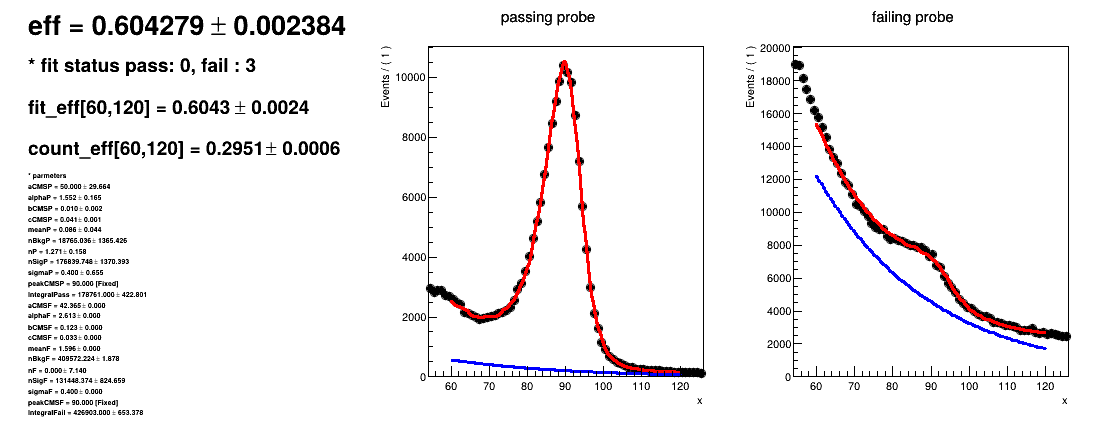 eff = 0.604279 ± 0.002384
* fit status pass: 0, fail : 3
fit_eff[60,120] = 0.6043 ± 0.0024
count_eff[60,120] = 0.2951 ± 0.0006
* parmeters
aCMSP = 50.000 ± 29.664
alphaP = 1.552 ± 0.165
bCMSP = 0.010 ± 0.002
cCMSP = 0.041 ± 0.001
meanP = 0.086 ± 0.044
nBkgP = 18765.036 ± 1365.426
nP = 1.271 ± 0.158
nSigP = 176839.748 ± 1370.393
sigmaP = 0.400 ± 0.655
peakCMSP = 90.000 [Fixed]
IntegralPass = 178761.000 ± 422.801
aCMSF = 42.365 ± 0.000
alphaF = 2.613 ± 0.000
bCMSF = 0.123 ± 0.000
cCMSF = 0.033 ± 0.000
meanF = 1.596 ± 0.000
nBkgF = 409572.224 ± 1.878
nF = 0.000 ± 7.140
nSigF = 131448.374 ± 824.659
sigmaF = 0.400 ± 0.000
peakCMSF = 90.000 [Fixed]
IntegralFail = 426903.000 ± 653.378
passing probe
Events / ( 1 )
10000
8000
6000
4000
2000
0
60 70 80 90 100 110 120
x
failing probe
Events / ( 1 )
20000
18000
16000
14000
12000
10000
8000
6000
4000
2000
0
60 70 80 90 100 110 120
x